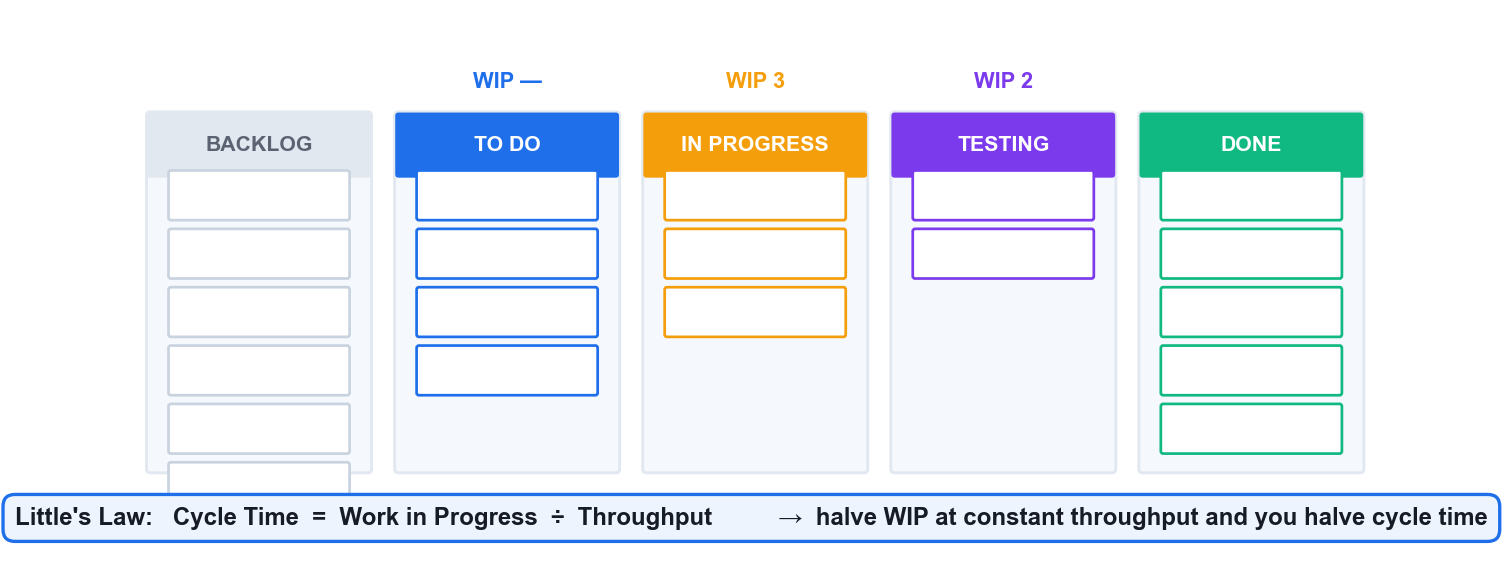 WIP —
WIP 3
WIP 2
BACKLOG
TO DO
IN PROGRESS
TESTING
DONE
Little's Law: Cycle Time = Work in Progress ÷ Throughput → halve WIP at constant throughput and you halve cycle time